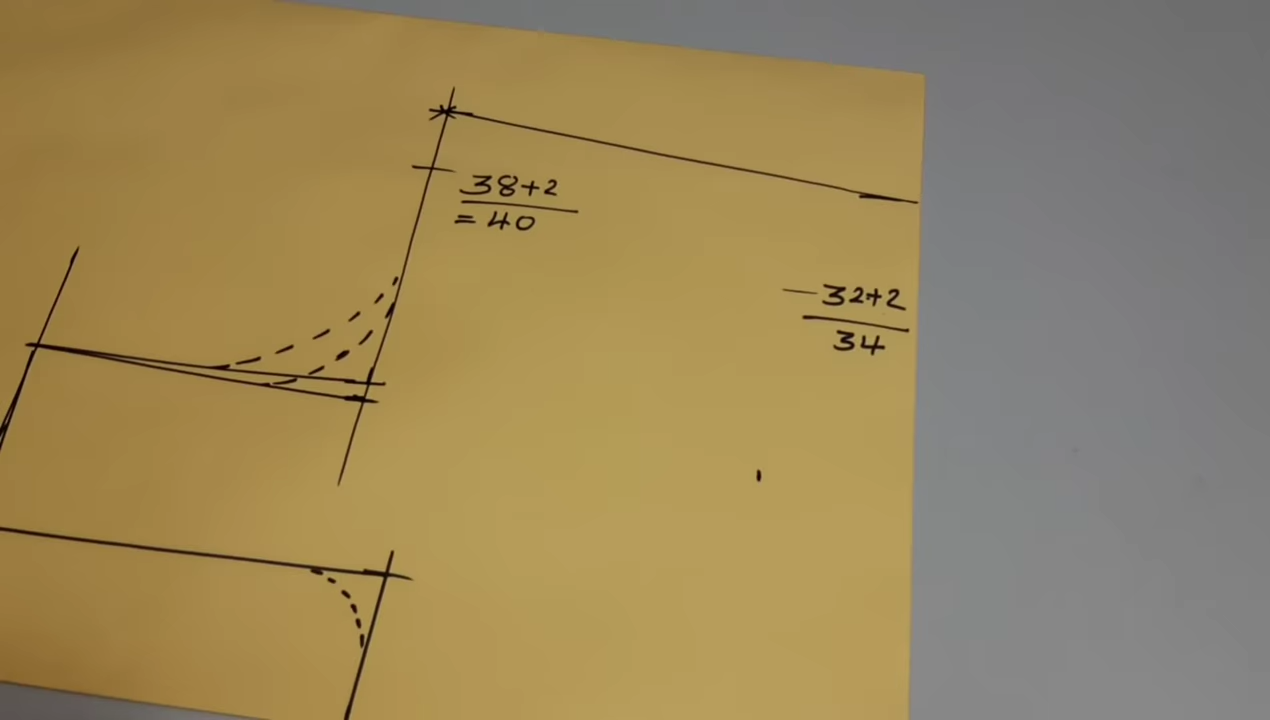 38+2
= 40
— 32+2
34